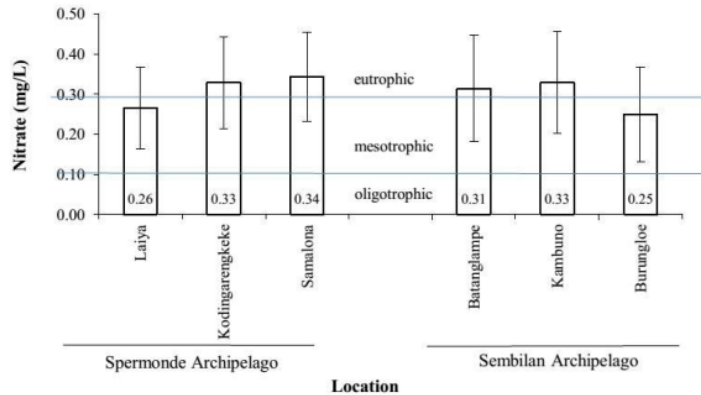 Nitrate (mg/L)
0.50
0.40
0.30
0.20
0.10
0.00
eutrophic
mesotrophic
oligotrophic
0.26
0.33
0.34
0.31
0.33
0.25
Laiya
Kodingarengkeke
Samalona
Batanglampe
Kambuno
Burungloe
Spermonde Archipelago
Sembilan Archipelago
Location